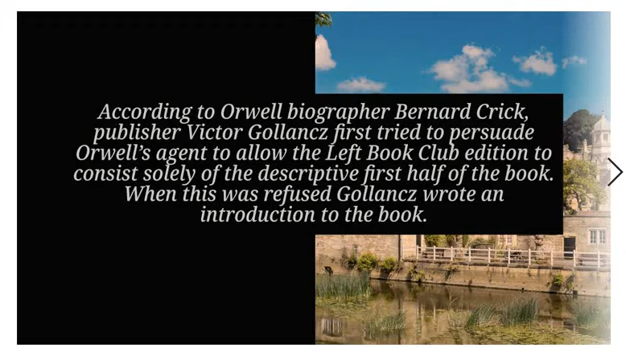 According to Orwell biographer Bernard Crick,
publisher Victor Gollancz first tried to persuade
Orwell's agent to allow the Left Book Club edition to
consist solely of the descriptive first half of the book.
When this was refused Gollancz wrote an
introduction to the book.